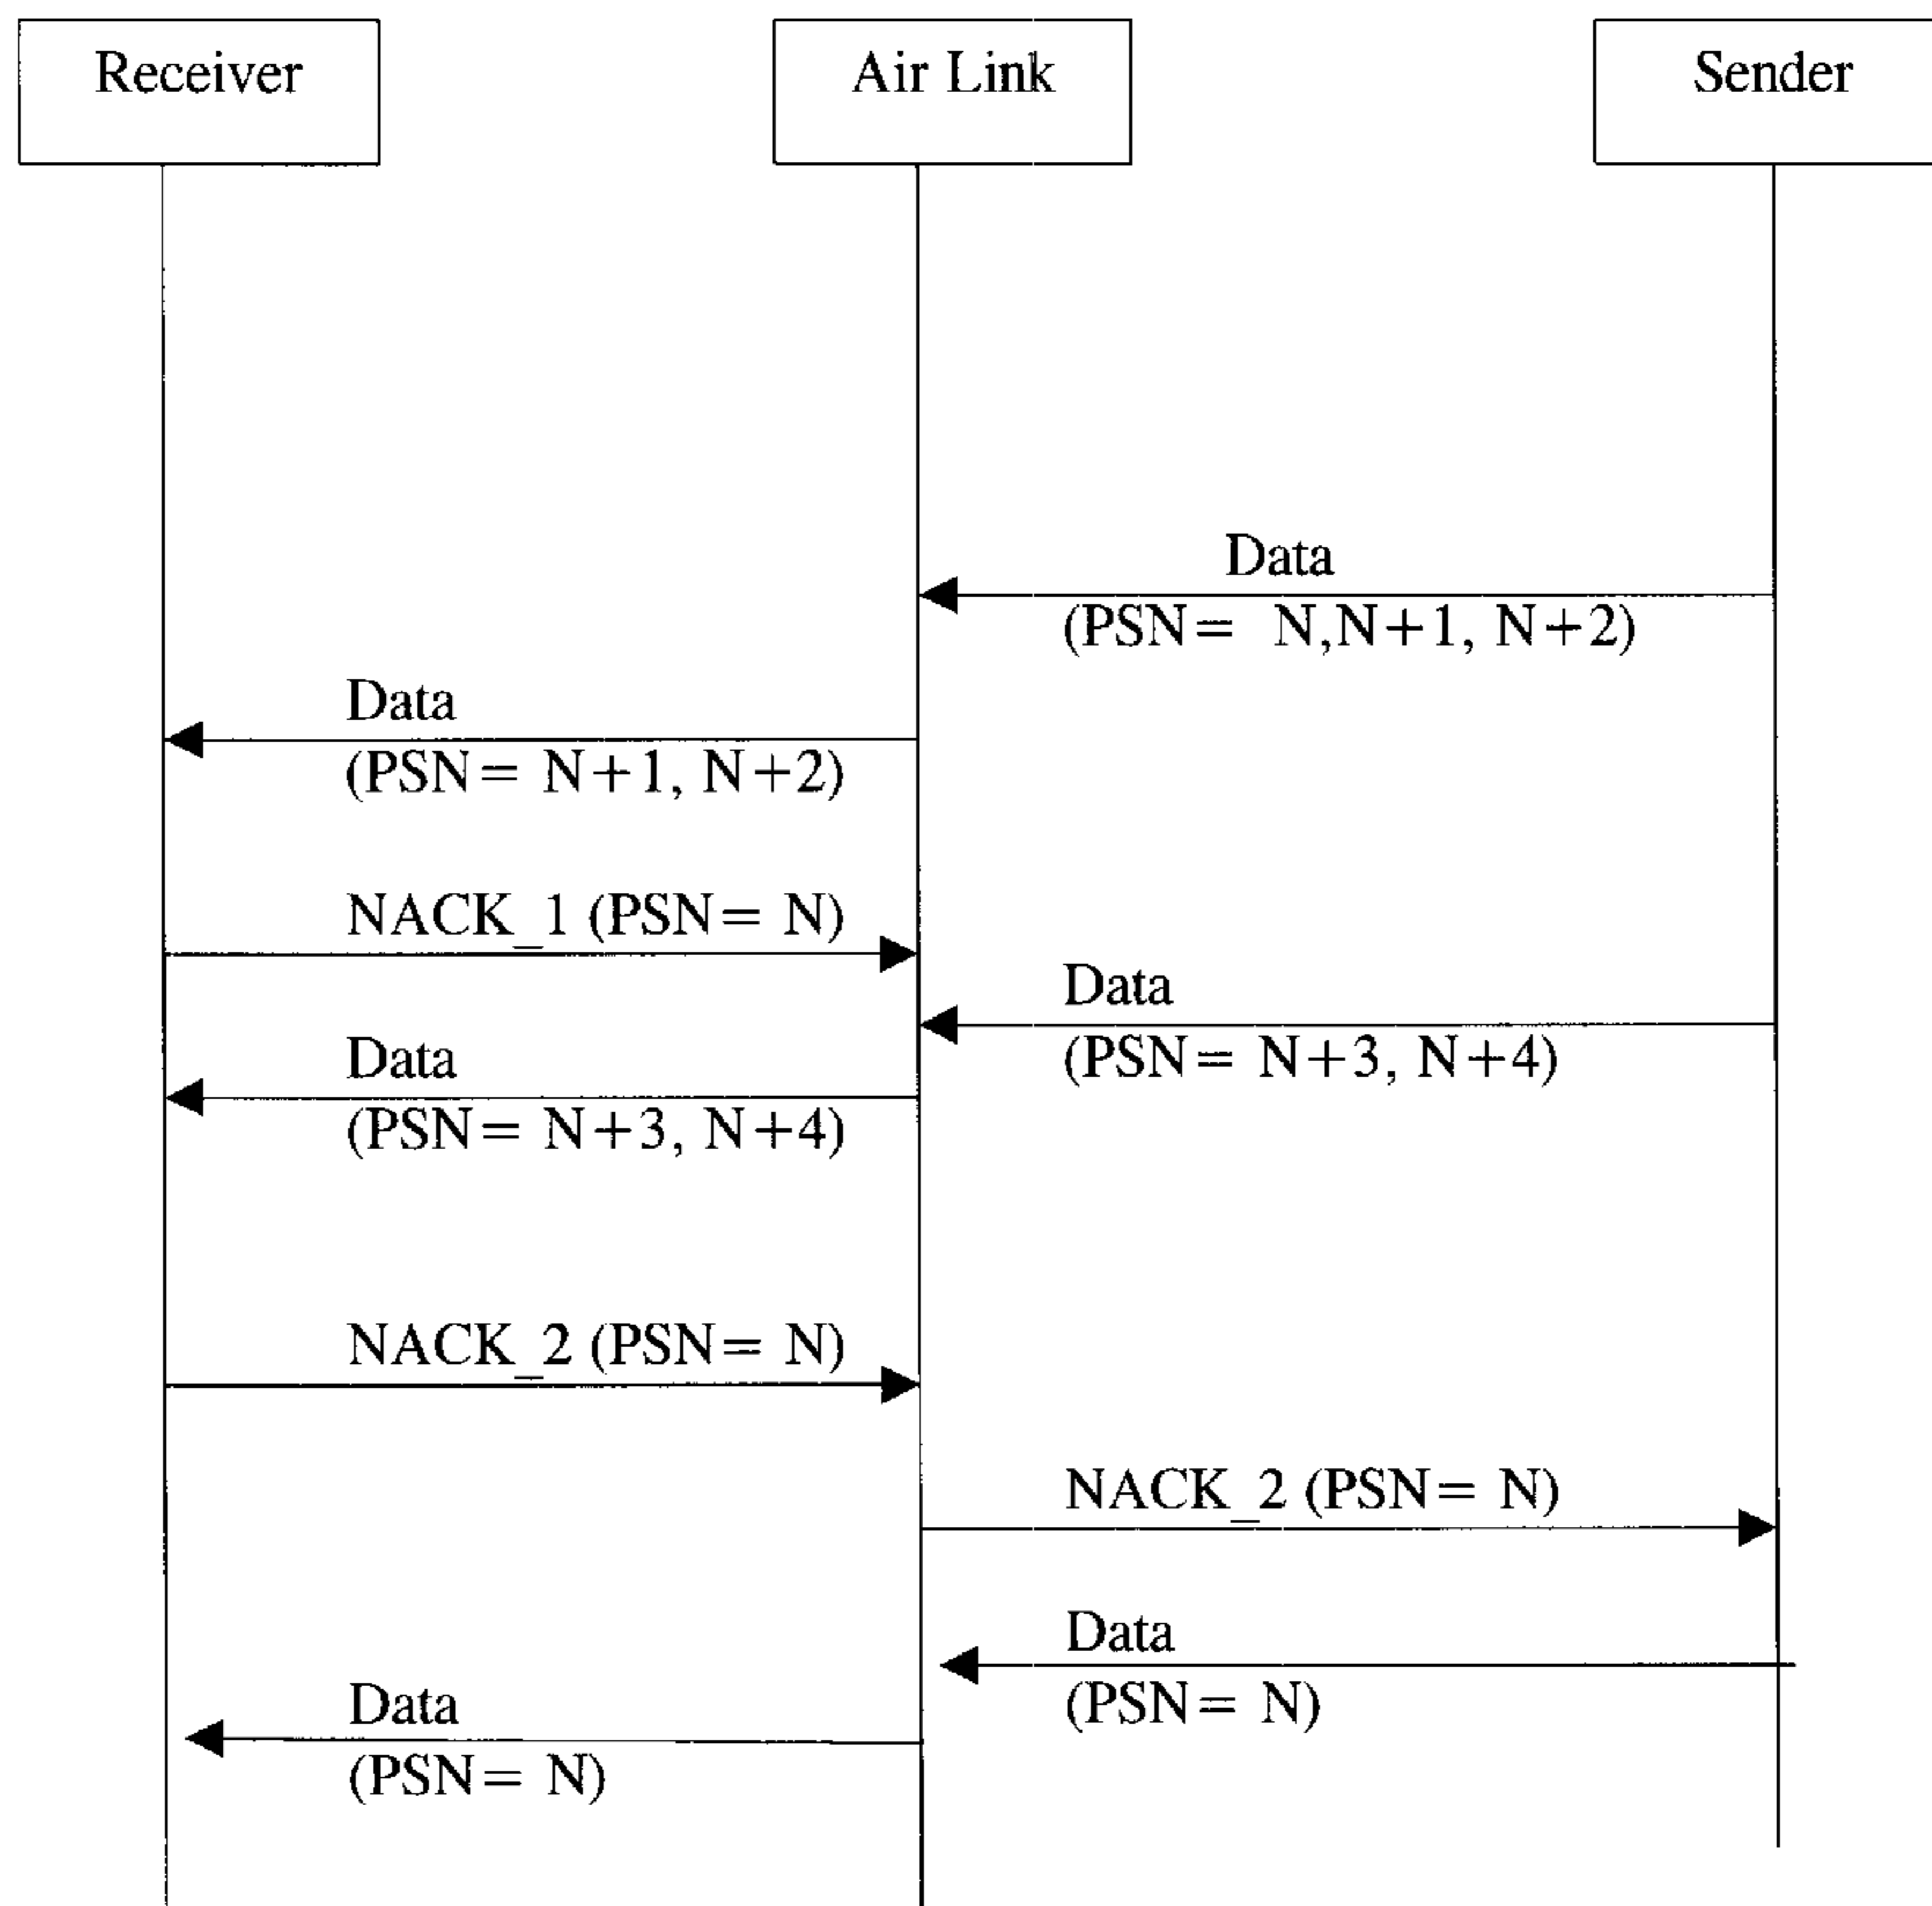 Receiver
Air Link
Sender
Data
(PSN= N,N+1, N+2)
Data
(PSN= N+1, N+2)
NACK_1 (PSN= N)
Data
(PSN= N+3, N+4)
Data
(PSN= N+3, N+4)
NACK_2 (PSN= N)
NACK_2 (PSN= N)
Data
(PSN= N)
Data
(PSN= N)